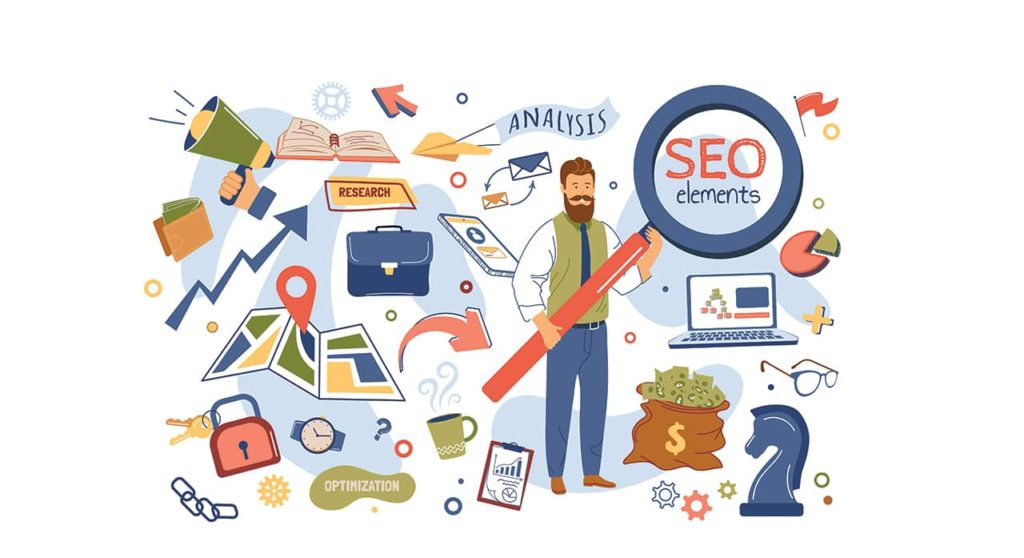 ANALYSIS
SEO
elements
RESEARCH
$
?
OPTIMIZATION